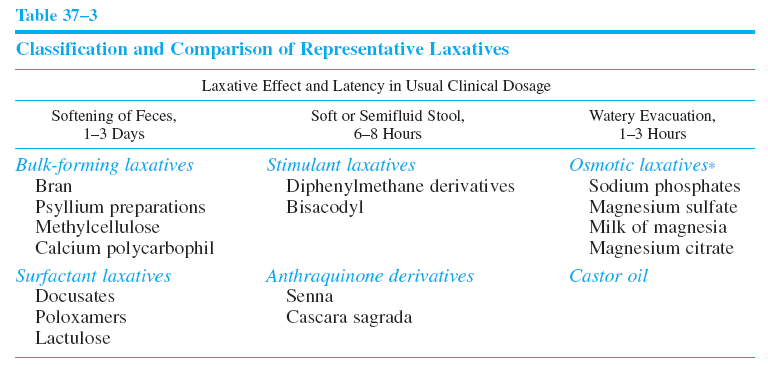 Table 37–3
Classification and Comparison of Representative Laxatives
Laxative Effect and Latency in Usual Clinical Dosage
Softening of Feces,
1–3 Days
Soft or Semifluid Stool,
6–8 Hours
Watery Evacuation,
1–3 Hours
Bulk-forming laxatives
Bran
Psyllium preparations
Methylcellulose
Calcium polycarbophil
Stimulant laxatives
Diphenylmethane derivatives
Bisacodyl
Osmotic laxatives*
Sodium phosphates
Magnesium sulfate
Milk of magnesia
Magnesium citrate
Surfactant laxatives
Docusates
Poloxamers
Lactulose
Anthraquinone derivatives
Senna
Cascara sagrada
Castor oil